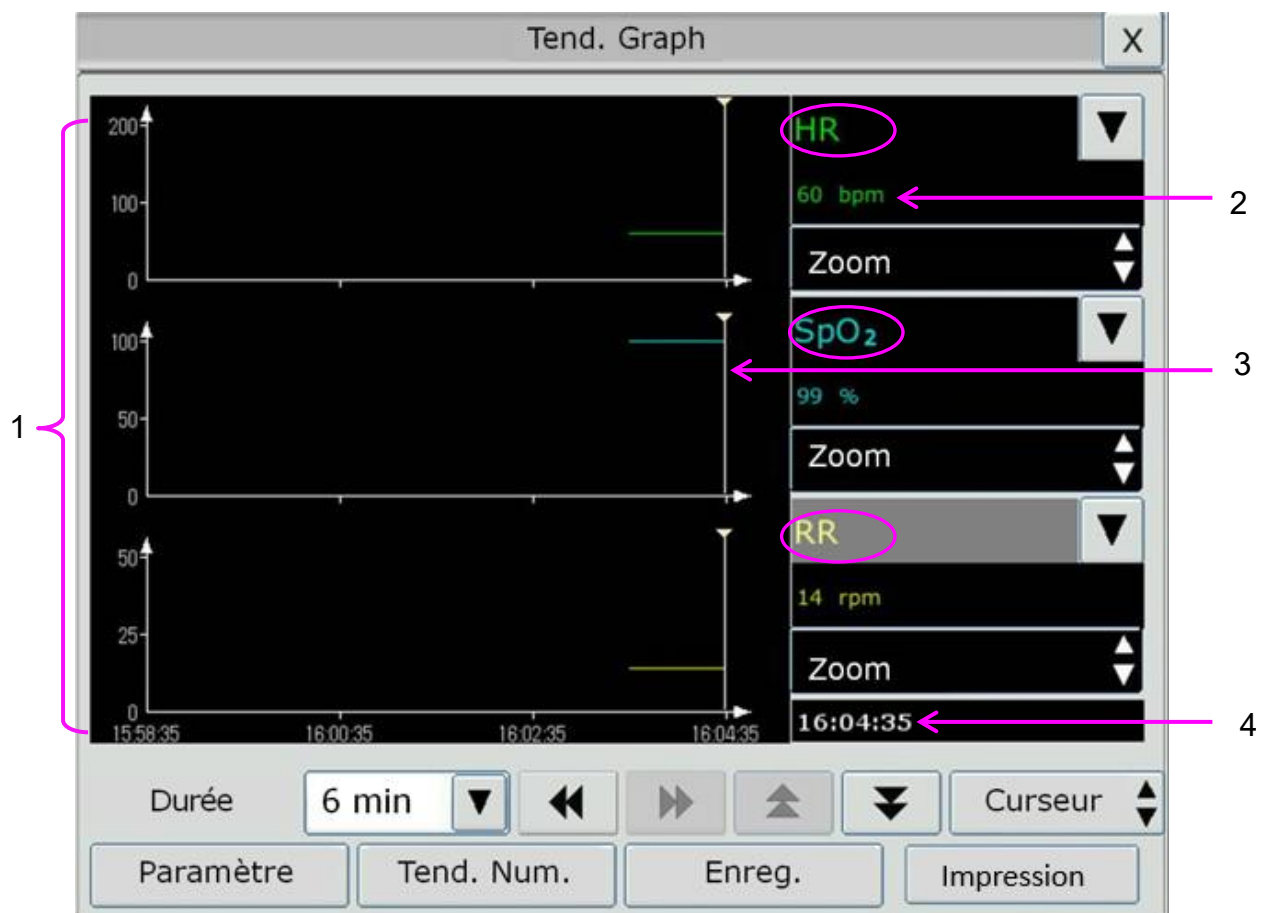 Tend. Graph X
200
100
0
HR
60 bpm
Zoom
2
100
50
0
SpO₂
99 %
Zoom
3
1
50
25
0
RR
14 rpm
Zoom
15:58:35 16:00:35 16:02:35 16:04:35
16:04:35
4
Durée 6 min Curseur
Paramètre Tend. Num. Enreg. Impression